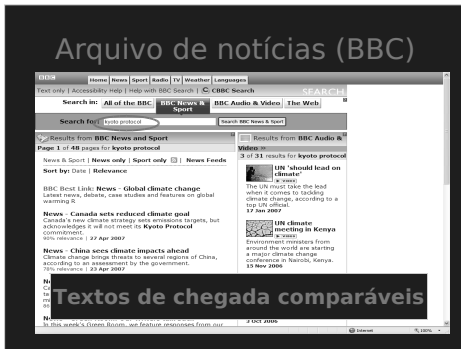 Arquivo de notícias (BBC)
BBC Home News Sport Radio TV Weather Languages
Text only | Accessibility Help | Help with BBC Search | CBBC Search
SEARCH
Search in: All of the BBC BBC News & Sport BBC Audio & Video The Web
Search for: kyoto protocol Search BBC News & Sport
Results from BBC News and Sport
Page 1 of 48 pages for kyoto protocol
News & Sport | News only | Sport only | News Feeds
Sort by: Date | Relevance
BBC Best Link: News - Global climate change
Latest news, debate, case studies and features on global
warming R
News - Canada sets reduced goal
Canada's new climate strategy sets emissions targets, but
acknowledges it will not meet its Kyoto Protocol
commitment.
90% relevance | 27 Apr 2007
News - China sees climate impacts ahead
Climate change brings threats to several regions of China,
according to an assessment by the government.
78% relevance | 23 Apr 2007
Results from BBC Audio &
Video »
3 of 31 results for kyoto protocol
UN 'should lead on
climate'
The UN must take the lead
when it comes to tackling
climate change, according to a
top UN official.
17 Jan 2007
UN climate
meeting in Kenya
Environment ministers from
around the world are starting
a major climate change
conference in Nairobi, Kenya.
15 Nov 2006
Textos de chegada comparáveis
In this week's Green Room, we feature responses from our
3 Oct 2006
Internet 100%